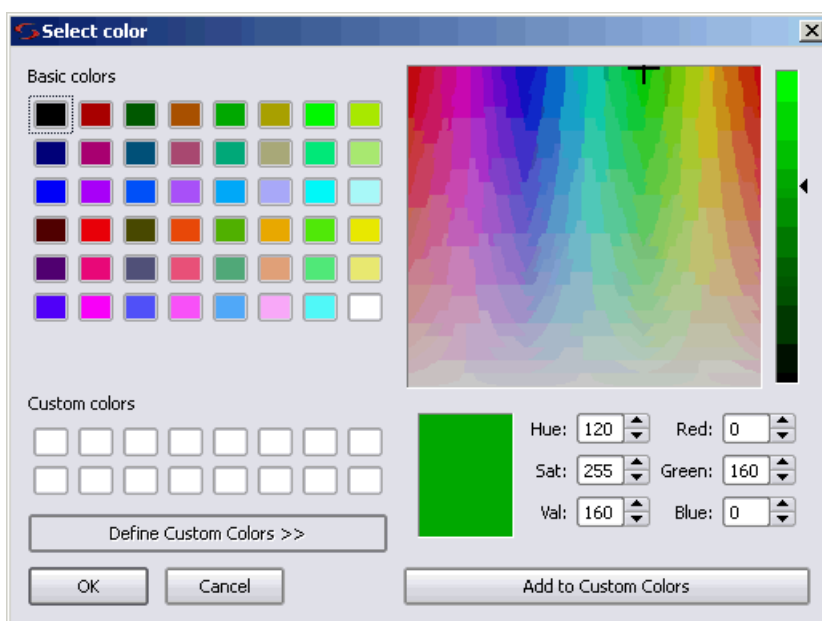 Select color
Basic colors
Custom colors
Define Custom Colors >>
OK
Cancel
Hue: 120
Red: 0
Sat: 255
Green: 160
Val: 160
Blue: 0
Add to Custom Colors